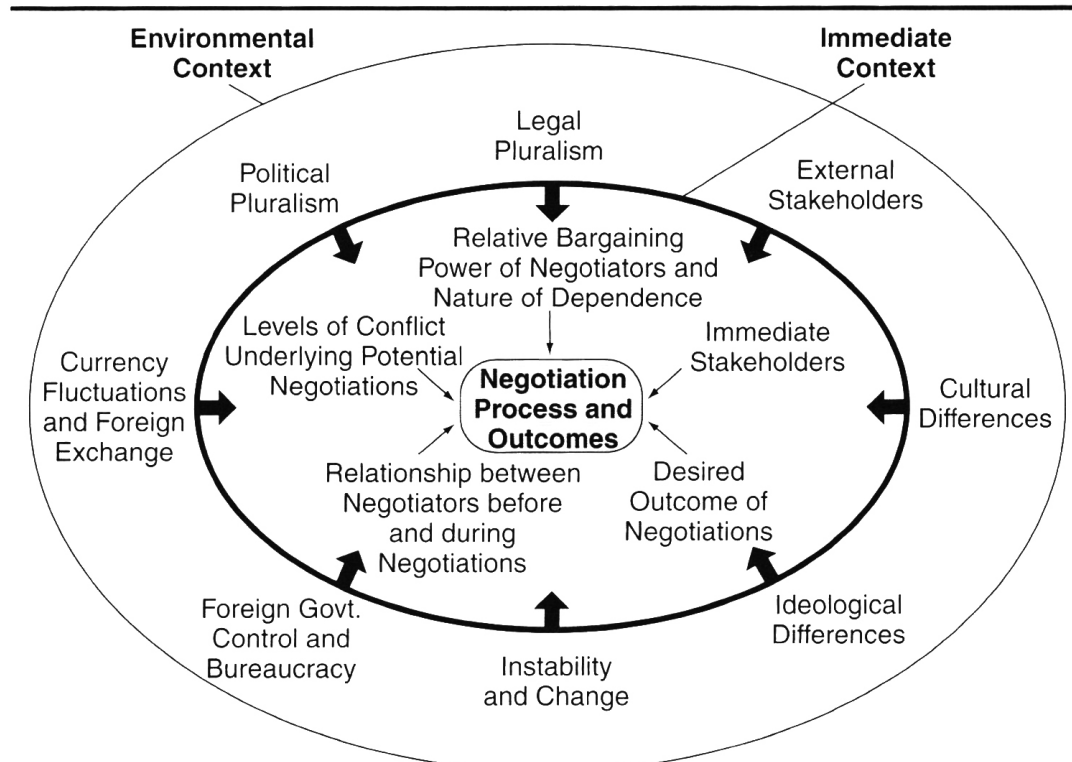 Environmental
Context
Immediate
Context
Legal
Pluralism
Political
Pluralism
External
Stakeholders
Relative Bargaining
Power of Negotiators and
Nature of Dependence
Levels of Conflict
Underlying Potential
Negotiations
Immediate
Stakeholders
Currency
Fluctuations
and Foreign
Exchange
Negotiation
Process and
Outcomes
Cultural
Differences
Relationship between
Negotiators before
and during
Negotiations
Desired
Outcome of
Negotiations
Foreign Govt.
Control and
Bureaucracy
Instability
and Change
Ideological
Differences